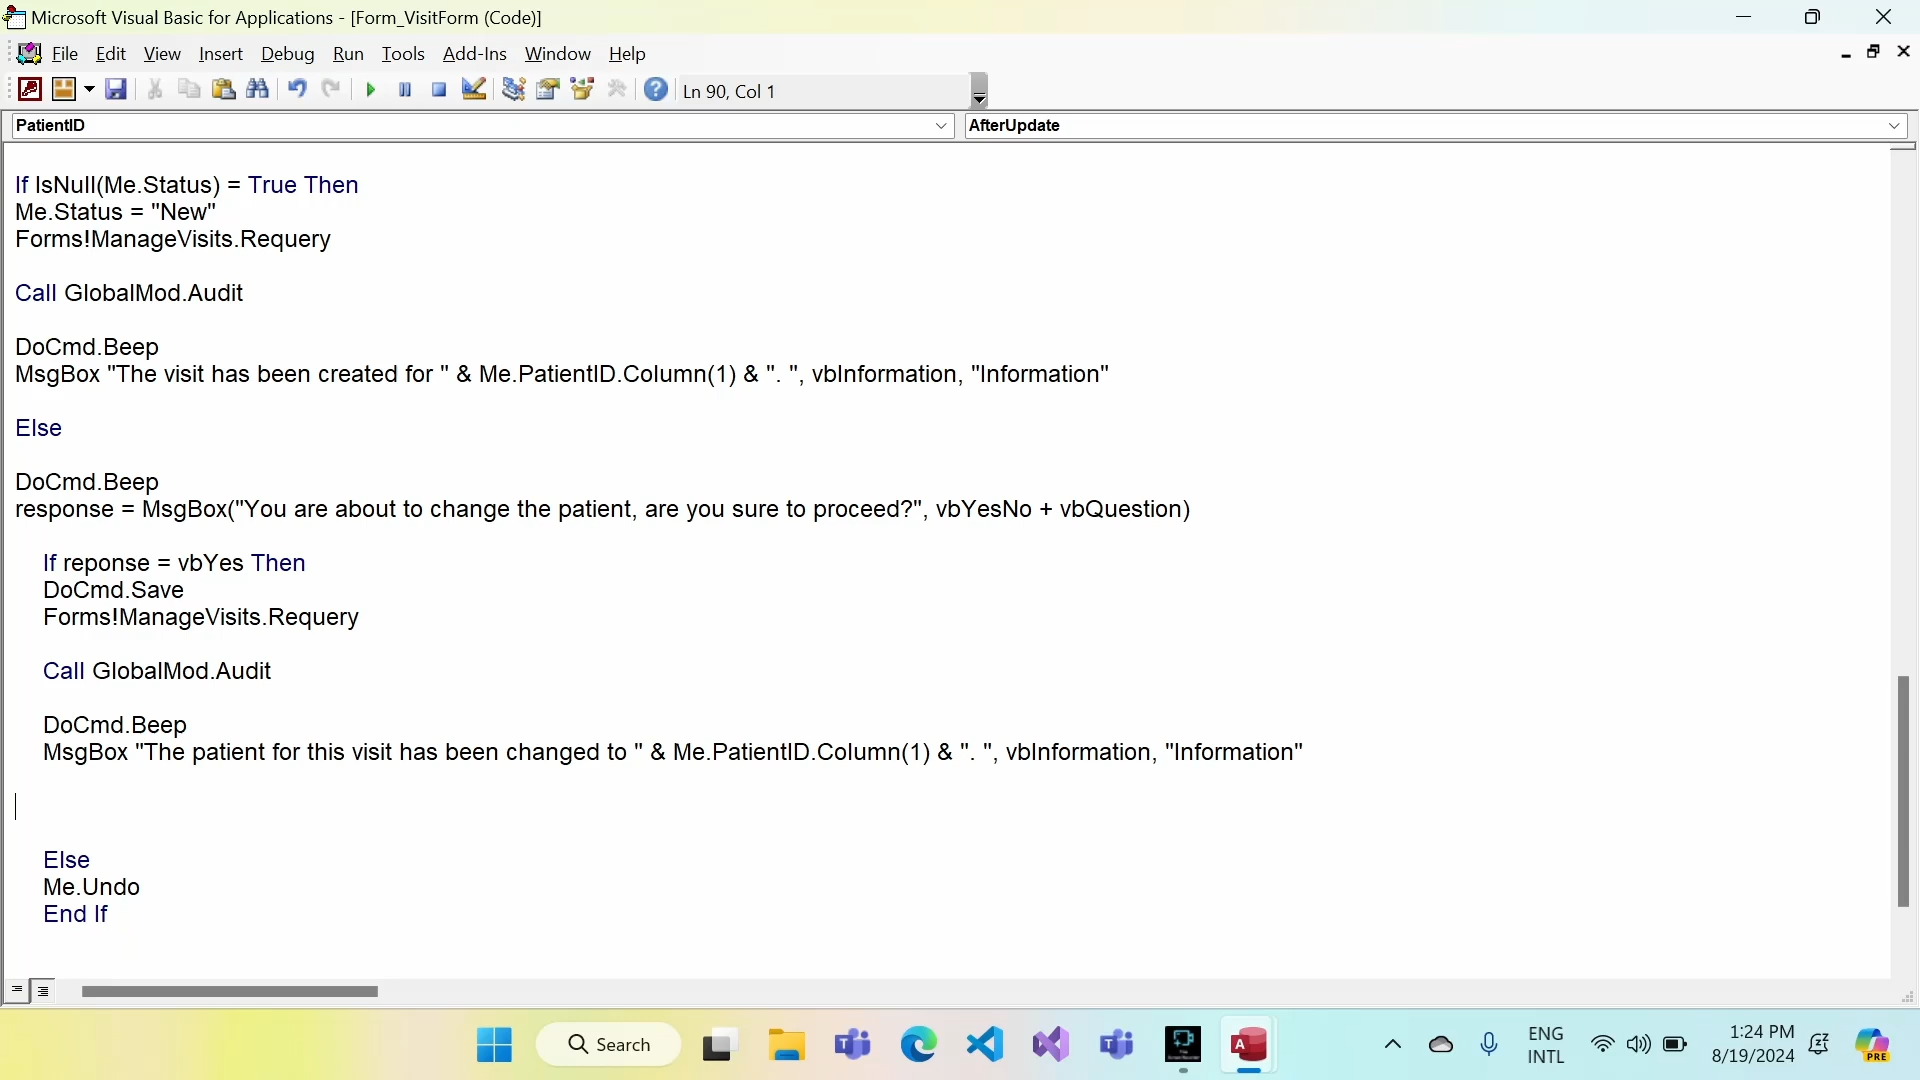 Microsoft Visual Basic for Applications - [Form_VisitForm (Code)]
File Edit View Insert Debug Run Tools Add-Ins Window Help
Ln 90, Col 1
PatientID AfterUpdate
If IsNull(Me.Status) = True Then
Me.Status = "New"
Forms!ManageVisits.Requery
Call GlobalMod.Audit
DoCmd.Beep
MsgBox "The visit has been created for " & Me.PatientID.Column(1) & ". ", vbInformation, "Information"
Else
DoCmd.Beep
response = MsgBox("You are about to change the patient, are you sure to proceed?", vbYesNo + vbQuestion)
If reponse = vbYes Then
DoCmd.Save
Forms!ManageVisits.Requery
Call GlobalMod.Audit
DoCmd.Beep
MsgBox "The patient for this visit has been changed to " & Me.PatientID.Column(1) & ". ", vbInformation, "Information"
Else
Me.Undo
End If
Search
ENG
INTL
1:24 PM
8/19/2024
PRE